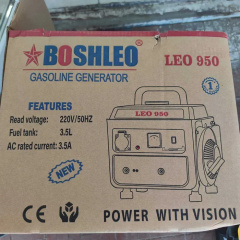 ★ BOSHLEO
GASOLINE GENERATOR
LEO 950
FEATURES
Read voltage: 220V/50HZ
Fuel tank: 3.5L
AC rated current: 3.5A
LEO 950
NEW
CE
POWER WITH VISION